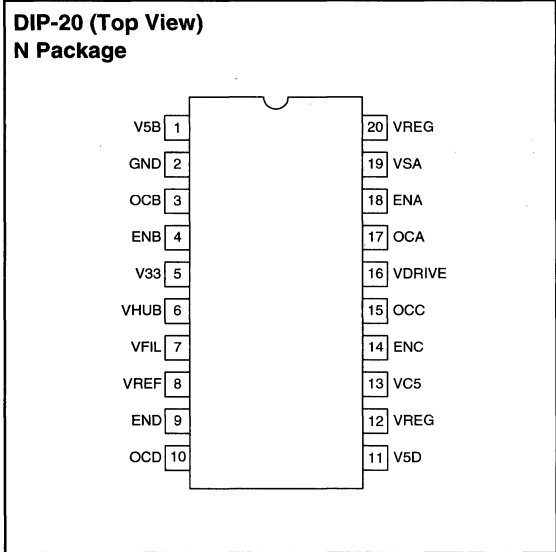 DIP-20 (Top View)
N Package
V5B 1 20 VREG
GND 2 19 VSA
OCB 3 18 ENA
ENB 4 17 OCA
V33 5 16 VDRIVE
VHUB 6 15 OCC
VFIL 7 14 ENC
VREF 8 13 VC5
END 9 12 VREG
OCD 10 11 V5D